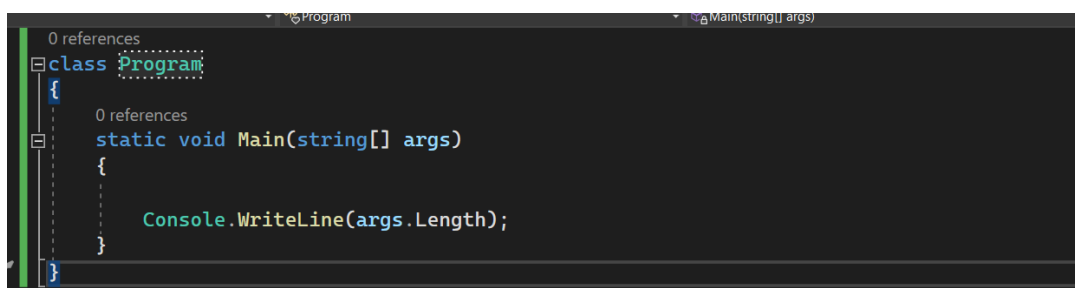 Program Main(string[] args)
0 references
class Program
{
0 references
static void Main(string[] args)
{
Console.WriteLine(args.Length);
}
}